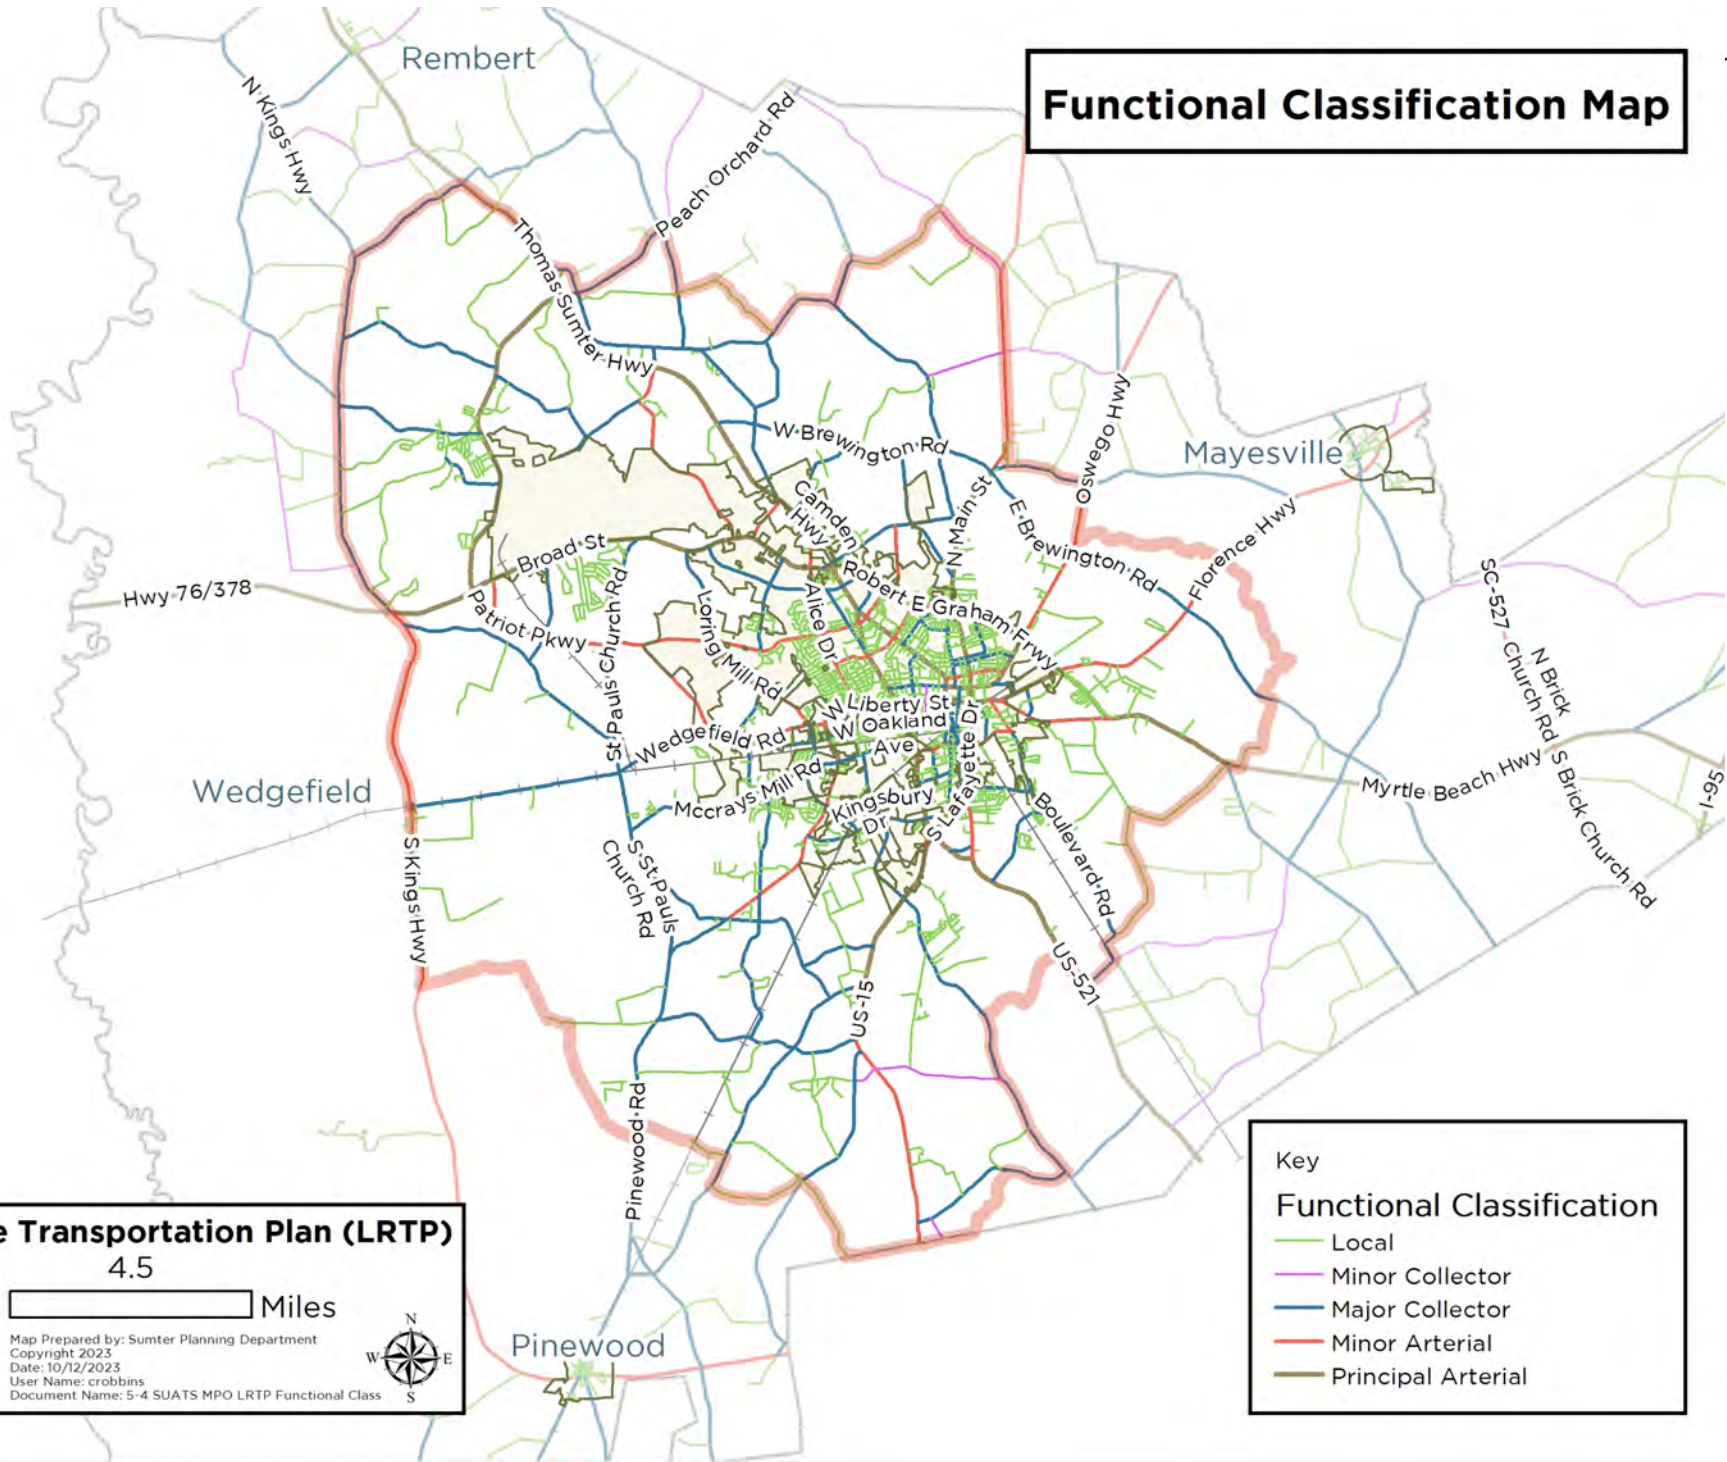 Rembert
Functional Classification Map
N Kings Hwy
Peach Orchard Rd
Thomas Sumter Hwy
W Brewington Rd
Oswego Hwy
Mayesville
Camden
Hwy
N Main St
E Brewington Rd
Florence Hwy
Broad St
Hwy 76/378
Patriot Pkwy
St Pauls Church Rd
Loring Mill Rd
Alice Dr
Robert E Graham Frwy
SC-527 Church Rd
N Brick
S Brick Church Rd
W Liberty St
W Oakland
Ave
Wedgefield Rd
Wedgefield
Mccrays Mill Rd
Kingsbury
Dr
S Lafayette Dr
Boulevard Rd
Myrtle Beach Hwy
I-95
S Kings Hwy
S St Pauls
Church Rd
US-15
US-521
Pinewood Rd
Pinewood
e Transportation Plan (LRTP)
4.5
Miles
Map Prepared by: Sumter Planning Department
Copyright 2023
Date: 10/12/2023
User Name: crobbins
Document Name: 5-4 SUATS MPO LRTP Functional Class
N
W
E
S
Key
Functional Classification
Local
Minor Collector
Major Collector
Minor Arterial
Principal Arterial